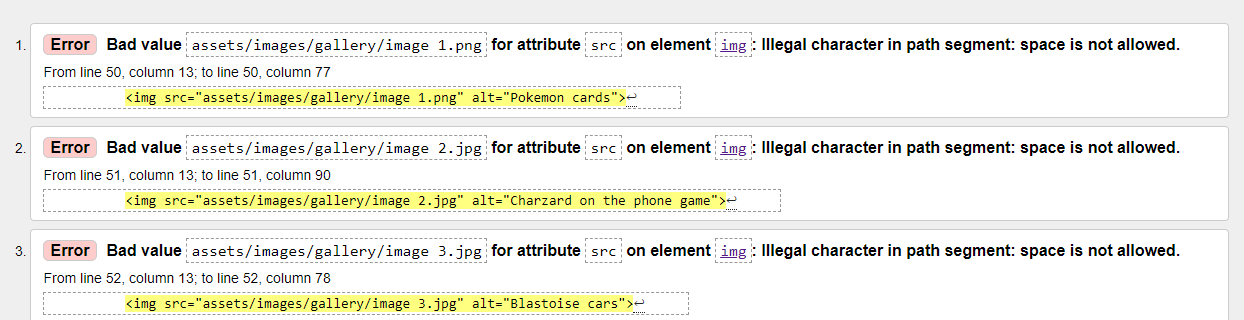 1. Error Bad value assets/images/gallery/image 1.png for attribute src on element img: Illegal character in path segment: space is not allowed.
From line 50, column 13; to line 50, column 77
<img src="assets/images/gallery/image 1.png" alt="Pokemon cards">↩
2. Error Bad value assets/images/gallery/image 2.jpg for attribute src on element img: Illegal character in path segment: space is not allowed.
From line 51, column 13; to line 51, column 90
<img src="assets/images/gallery/image 2.jpg" alt="Charzard on the phone game">↩
3. Error Bad value assets/images/gallery/image 3.jpg for attribute src on element img: Illegal character in path segment: space is not allowed.
From line 52, column 13; to line 52, column 78
<img src="assets/images/gallery/image 3.jpg" alt="Blastoise cars">↩